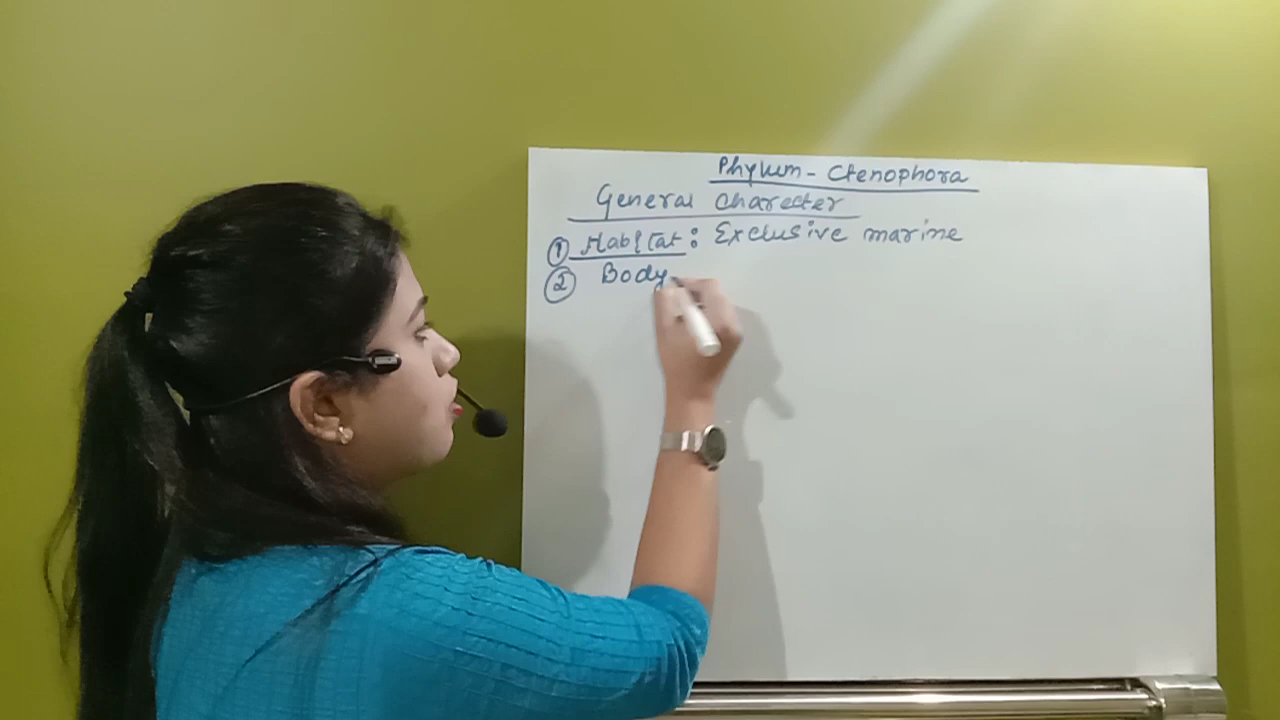 Phylum - Ctenophora
General Character
① Habitat : Exclusive marine
② Body